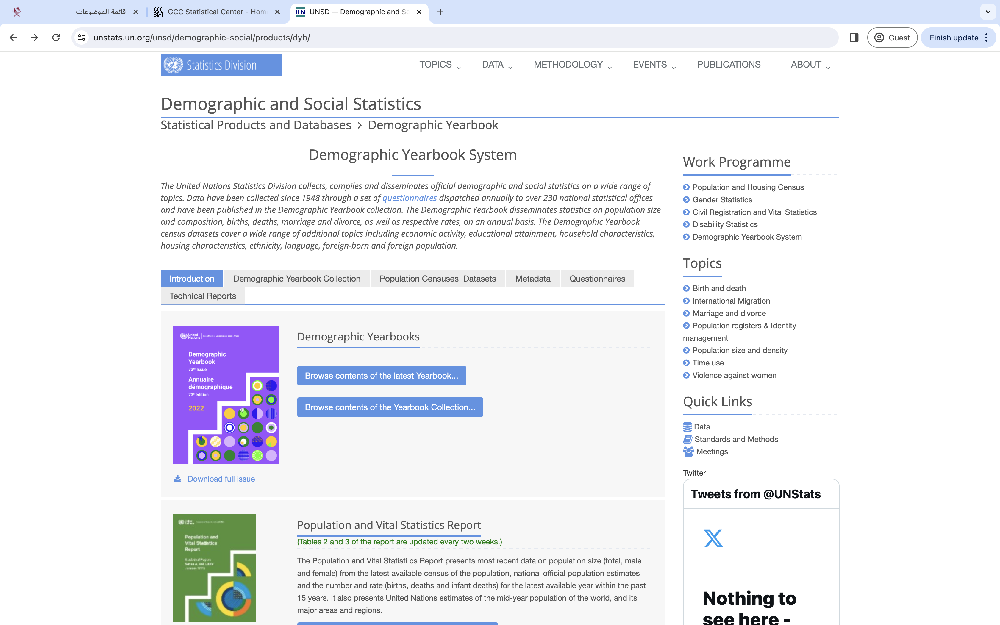 قائمة الموضوعات
GCC STAT
GCC Statistical Center - Hom
UN
UNSD — Demographic and So
unstats.un.org/unsd/demographic-social/products/dyb/
Guest
Finish update
Statistics Division
TOPICS
DATA
METHODOLOGY
EVENTS
PUBLICATIONS
ABOUT
Demographic and Social Statistics
Statistical Products and Databases > Demographic Yearbook
Demographic Yearbook System
The United Nations Statistics Division collects, compiles and disseminates official demographic and social statistics on a wide range of
topics. Data have been collected since 1948 through a set of questionnaires dispatched annually to over 230 national statistical offices
and have been published in the Demographic Yearbook collection. The Demographic Yearbook disseminates statistics on population size
and composition, births, deaths, marriage and divorce, as well as respective rates, on an annual basis. The Demographic Yearbook
census datasets cover a wide range of additional topics including economic activity, educational attainment, household characteristics,
housing characteristics, ethnicity, language, foreign-born and foreign population.
Introduction
Demographic Yearbook Collection
Population Censuses' Datasets
Metadata
Questionnaires
Technical Reports
United
Nations
Department of Economic and Social Affairs
Demographic
Yearbook
73rd Issue
Annuaire
démographique
73e édition
2022
Download full issue
Demographic Yearbooks
Browse contents of the latest Yearbook...
Browse contents of the Yearbook Collection...
Population and
Vital Statistics
Report
Population and Vital Statistics Report
(Tables 2 and 3 of the report are updated every two weeks.)
The Population and Vital Statisti cs Report presents most recent data on population size (total, male
and female) from the latest available census of the population, national official population estimates
and the number and rate (births, deaths and infant deaths) for the latest available year within the past
15 years. It also presents United Nations estimates of the mid-year population of the world, and its
major areas and regions.
Work Programme
Population and Housing Census
Gender Statistics
Civil Registration and Vital Statistics
Disability Statistics
Demographic Yearbook System
Topics
Birth and death
International Migration
Marriage and divorce
Population registers & Identity
management
Population size and density
Time use
Violence against women
Quick Links
Data
Standards and Methods
Meetings
Twitter
Tweets from @UNStats
Nothing to
see here -